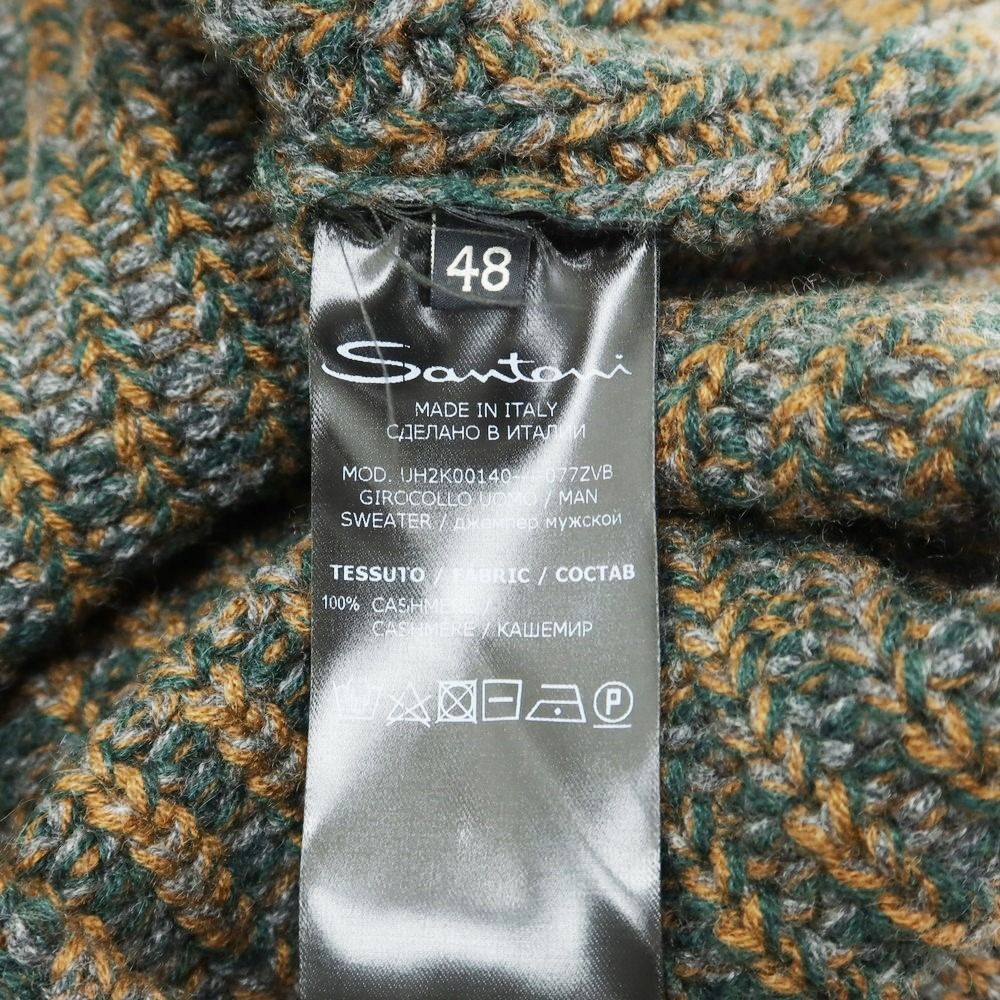 48
Santoni
MADE IN ITALY
СДЕЛАНО В ИТАЛИИ
MOD.
GIROCOLLO UOMO / MAN
SWEATER / джемпер мужской
TESSUTO / FABRIC / СОСТАВ
100% CASHMERE /
CASHMERE / КАШЕМИР
P